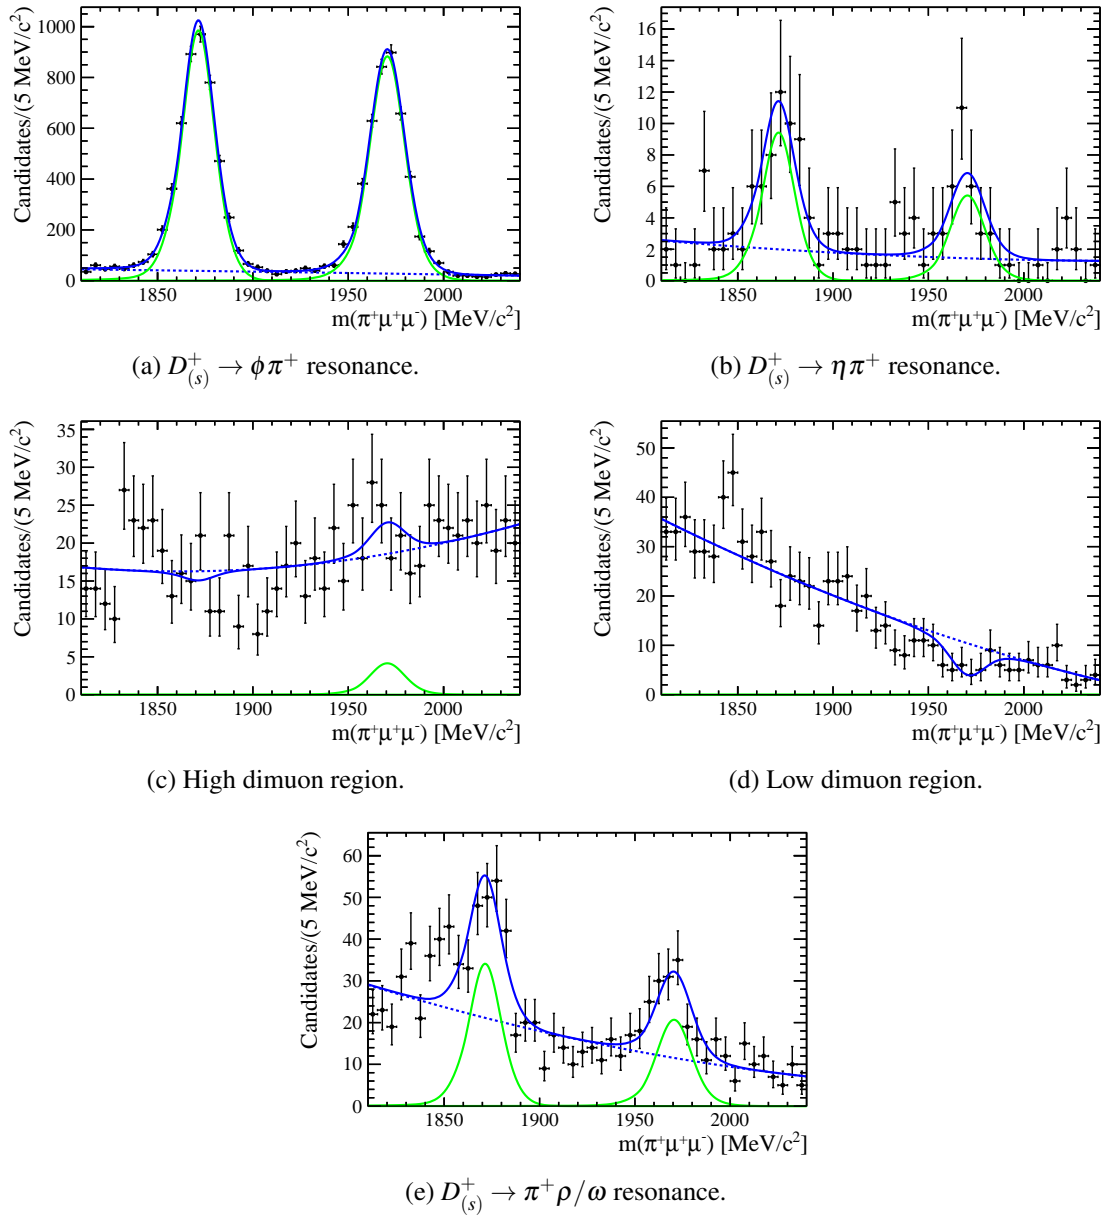 Candidates/(5 MeV/c²)
1000
800
600
400
200
0
1850 1900 1950 2000
m(π⁺μ⁺μ⁻) [MeV/c²]
(a) D⁺₍ₛ₎ → ϕπ⁺ resonance.
Candidates/(5 MeV/c²)
16
14
12
10
8
6
4
2
0
1850 1900 1950 2000
m(π⁺μ⁺μ⁻) [MeV/c²]
(b) D⁺₍ₛ₎ → ηπ⁺ resonance.
Candidates/(5 MeV/c²)
35
30
25
20
15
10
5
0
1850 1900 1950 2000
m(π⁺μ⁺μ⁻) [MeV/c²]
(c) High dimuon region.
Candidates/(5 MeV/c²)
50
40
30
20
10
0
1850 1900 1950 2000
m(π⁺μ⁺μ⁻) [MeV/c²]
(d) Low dimuon region.
Candidates/(5 MeV/c²)
60
50
40
30
20
10
0
1850 1900 1950 2000
m(π⁺μ⁺μ⁻) [MeV/c²]
(e) D⁺₍ₛ₎ → π⁺ρ/ω resonance.